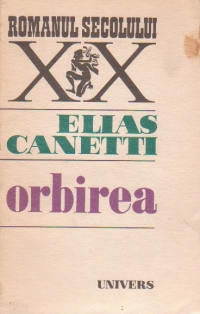 ROMANUL SECOLULUI
XX
ELIAS
CANETTI
orbirea
UNIVERS